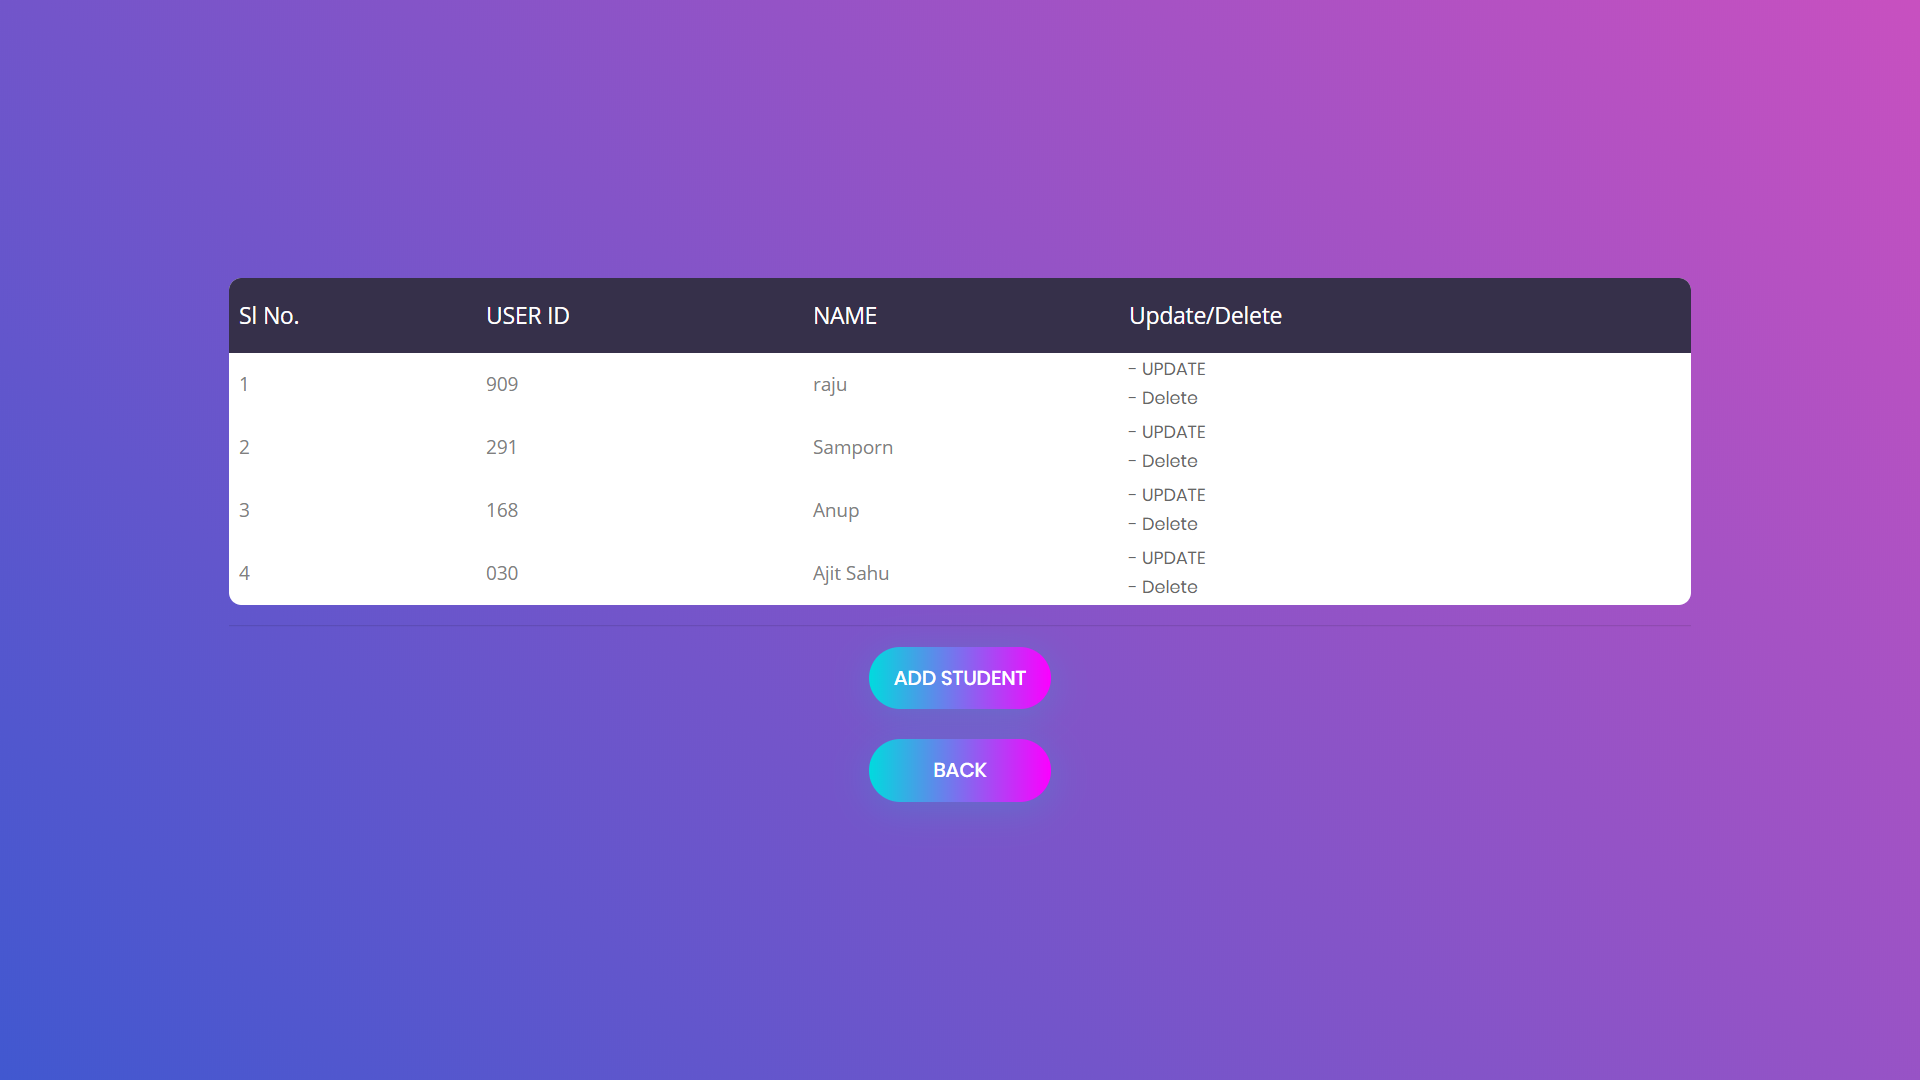 Sl No. USER ID NAME Update/Delete
1 909 raju - UPDATE
- Delete
2 291 Samporn - UPDATE
- Delete
3 168 Anup - UPDATE
- Delete
4 030 Ajit Sahu - UPDATE
- Delete
ADD STUDENT
BACK